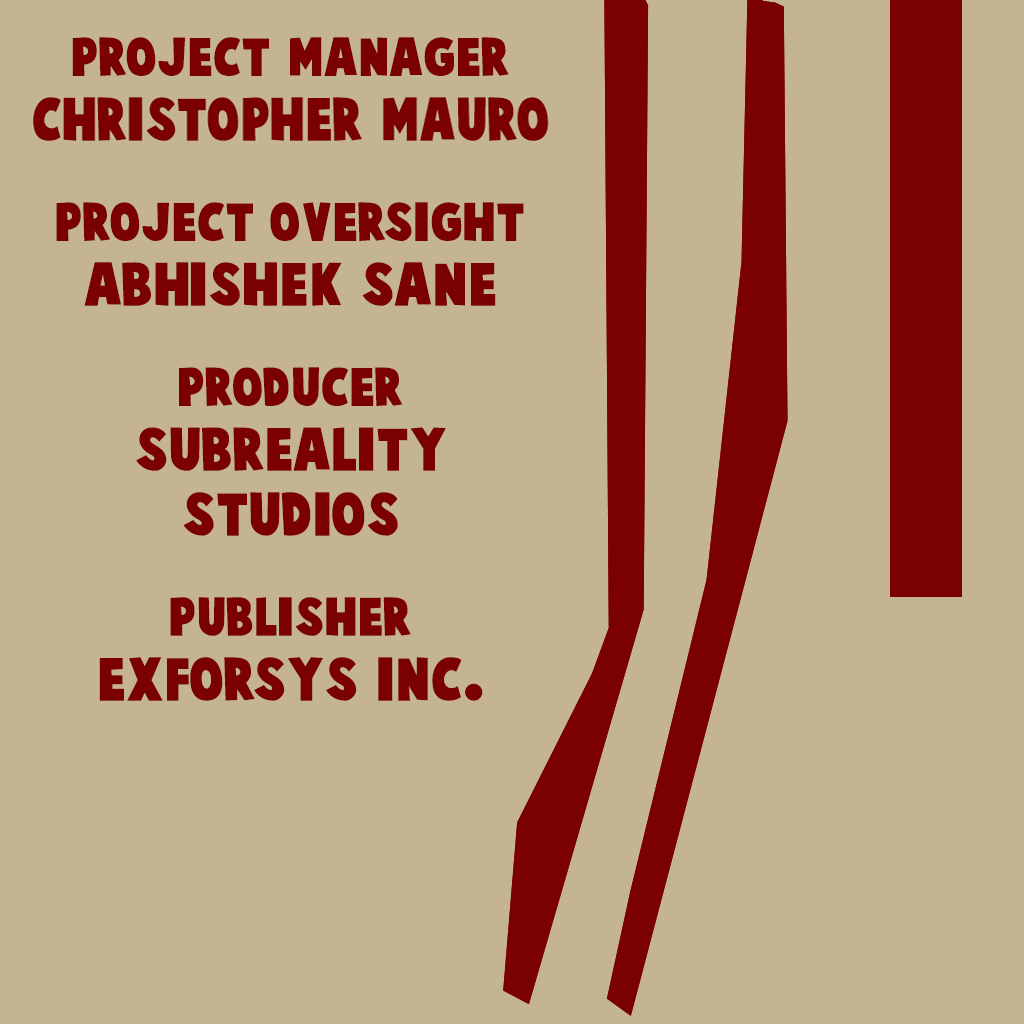 PROJECT MANAGER
CHRISTOPHER MAURO
PROJECT OVERSIGHT
ABHISHEK SANE
PRODUCER
SUBREALITY
STUDIOS
PUBLISHER
EXFORSYS INC.